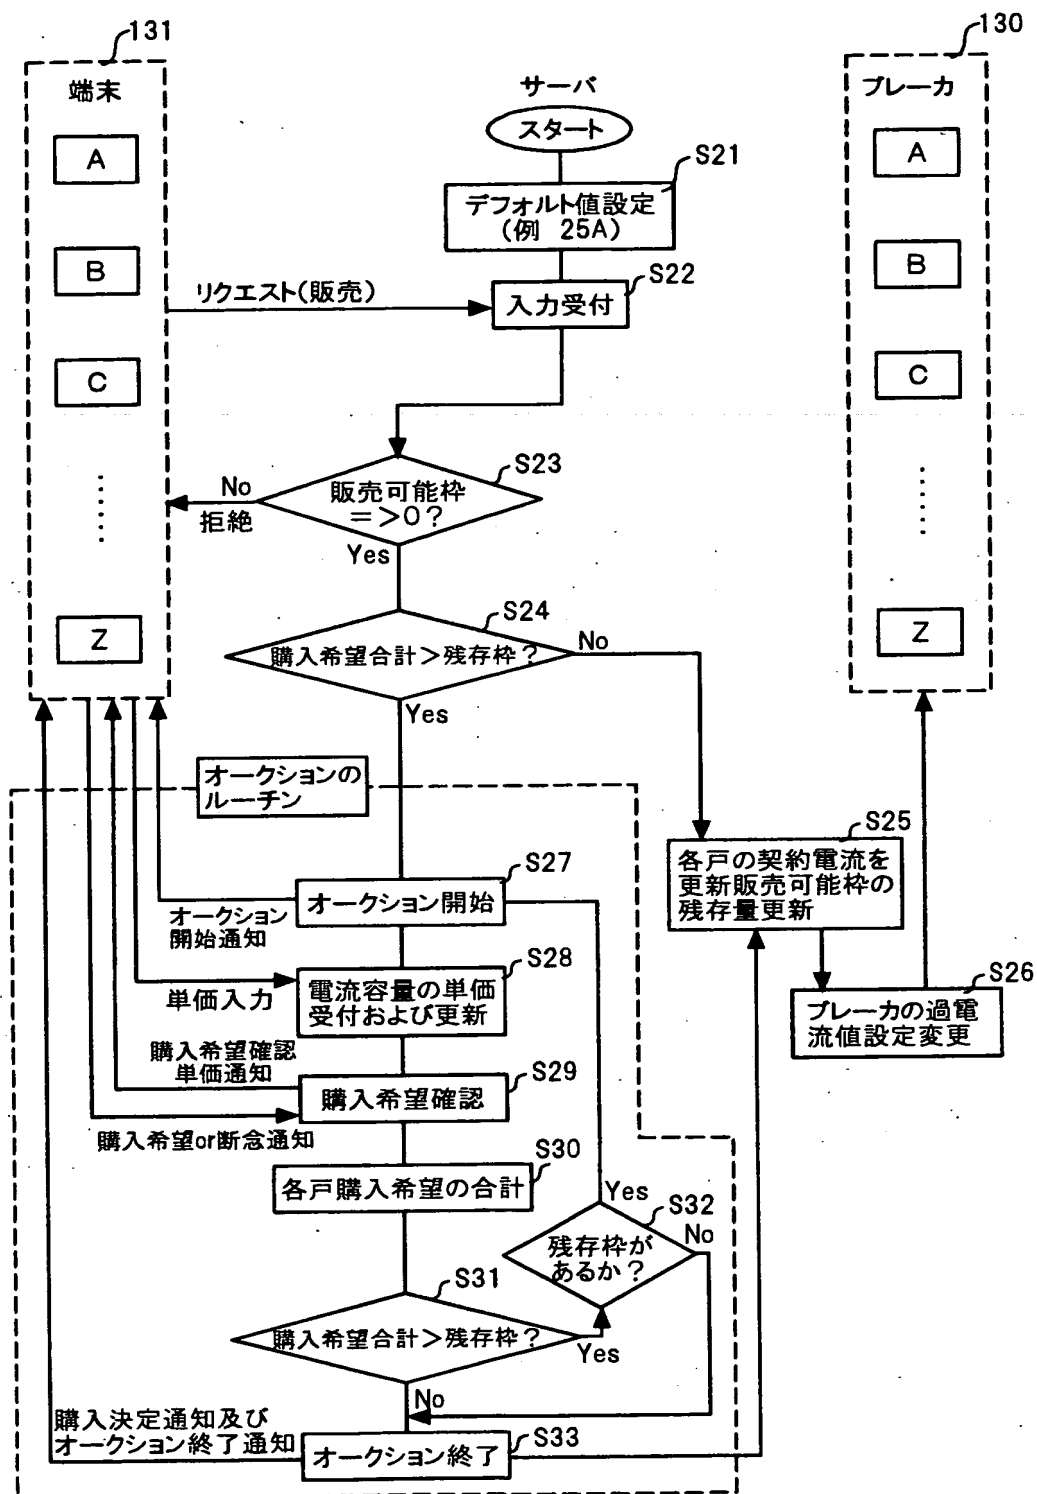 131
端末
A
B
C
Z
サーバ
スタート
S21
デフォルト値設定
(例 25A)
リクエスト(販売)
S22
入力受付
130
ブレーカ
A
B
C
Z
S23
販売可能枠
=>0?
No
拒絶
Yes
S24
購入希望合計>残存枠?
No
Yes
オークションの
ルーチン
S25
各戸の契約電流を
更新販売可能枠の
残存量更新
S26
ブレーカの過電
流値設定変更
S27
オークション開始
オークション
開始通知
S28
電流容量の単価
受付および更新
単価入力
購入希望確認
単価通知
S29
購入希望確認
購入希望or断念通知
S30
各戸購入希望の合計
Yes
S32
残存枠が
あるか?
No
S31
購入希望合計>残存枠?
Yes
No
購入決定通知及び
オークション終了通知
S33
オークション終了